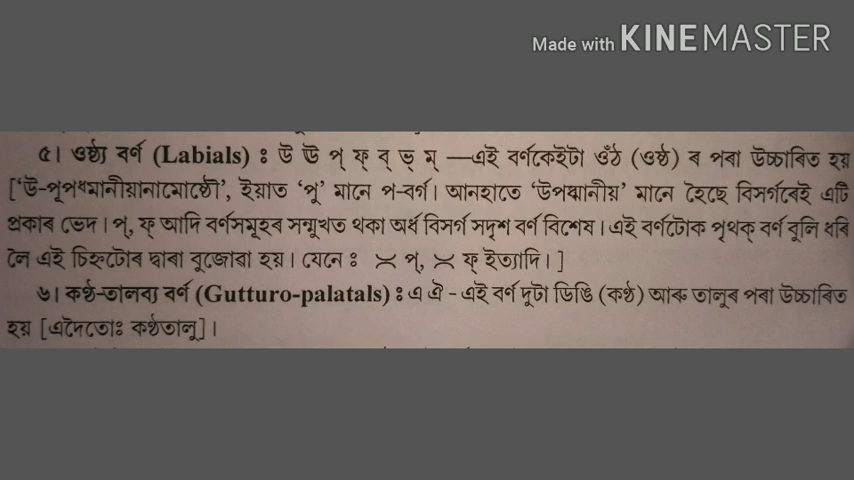 Made with KINEMASTER
৫। ওষ্ঠ্য বৰ্ণ (Labials) ঃ উ ঊ প্ ফ্ ব্ ভ্ ম্ —এই বৰ্ণকেইটা ওঁঠ (ওষ্ঠ) ৰ পৰা উচ্চাৰিত হয়
['উ-পূপধমানীয়ানামোষ্ঠৌ', ইয়াত 'পু' মানে প-বৰ্গ। আনহাতে 'উপধ্মানীয়' মানে হৈছে বিসৰ্গৰেই এটি
প্ৰকাৰ ভেদ। প্, ফ্ আদি বৰ্ণসমূহৰ সন্মুখত থকা অৰ্ধ বিসৰ্গ সদৃশ বৰ্ণ বিশেষ। এই বৰ্ণটোক পৃথক্ বৰ্ণ বুলি ধৰি
লৈ এই চিহ্নটোৰ দ্বাৰা বুজোৱা হয়। যেনে ঃ ≍ প্, ≍ ফ্ ইত্যাদি। ]
৬। কণ্ঠ-তালব্য বৰ্ণ (Gutturo-palatals) ঃ এ ঐ - এই বৰ্ণ দুটা ডিঙি (কণ্ঠ) আৰু তালুৰ পৰা উচ্চাৰিত
হয় [এদৈতোঃ কণ্ঠতালু]।